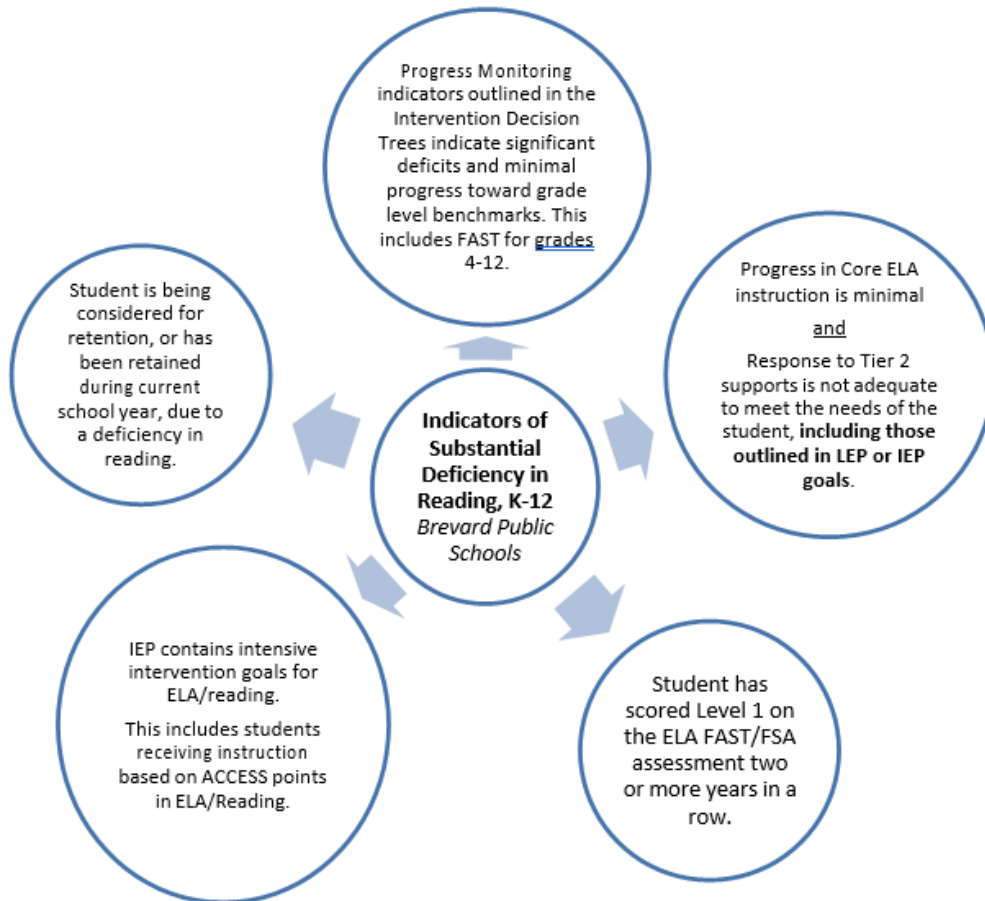 Progress Monitoring
indicators outlined in the
Intervention Decision
Trees indicate significant
deficits and minimal
progress toward grade
level benchmarks. This
includes FAST for grades
4-12.
Student is being
considered for
retention, or has
been retained
during current
school year, due to
a deficiency in
reading.
Progress in Core ELA
instruction is minimal
and
Response to Tier 2
supports is not adequate
to meet the needs of the
student, including those
outlined in LEP or IEP
goals.
Indicators of
Substantial
Deficiency in
Reading, K-12
Brevard Public
Schools
IEP contains intensive
intervention goals for
ELA/reading.
This includes students
receiving instruction
based on ACCESS points
in ELA/Reading.
Student has
scored Level 1 on
the ELA FAST/FSA
assessment two
or more years in a
row.